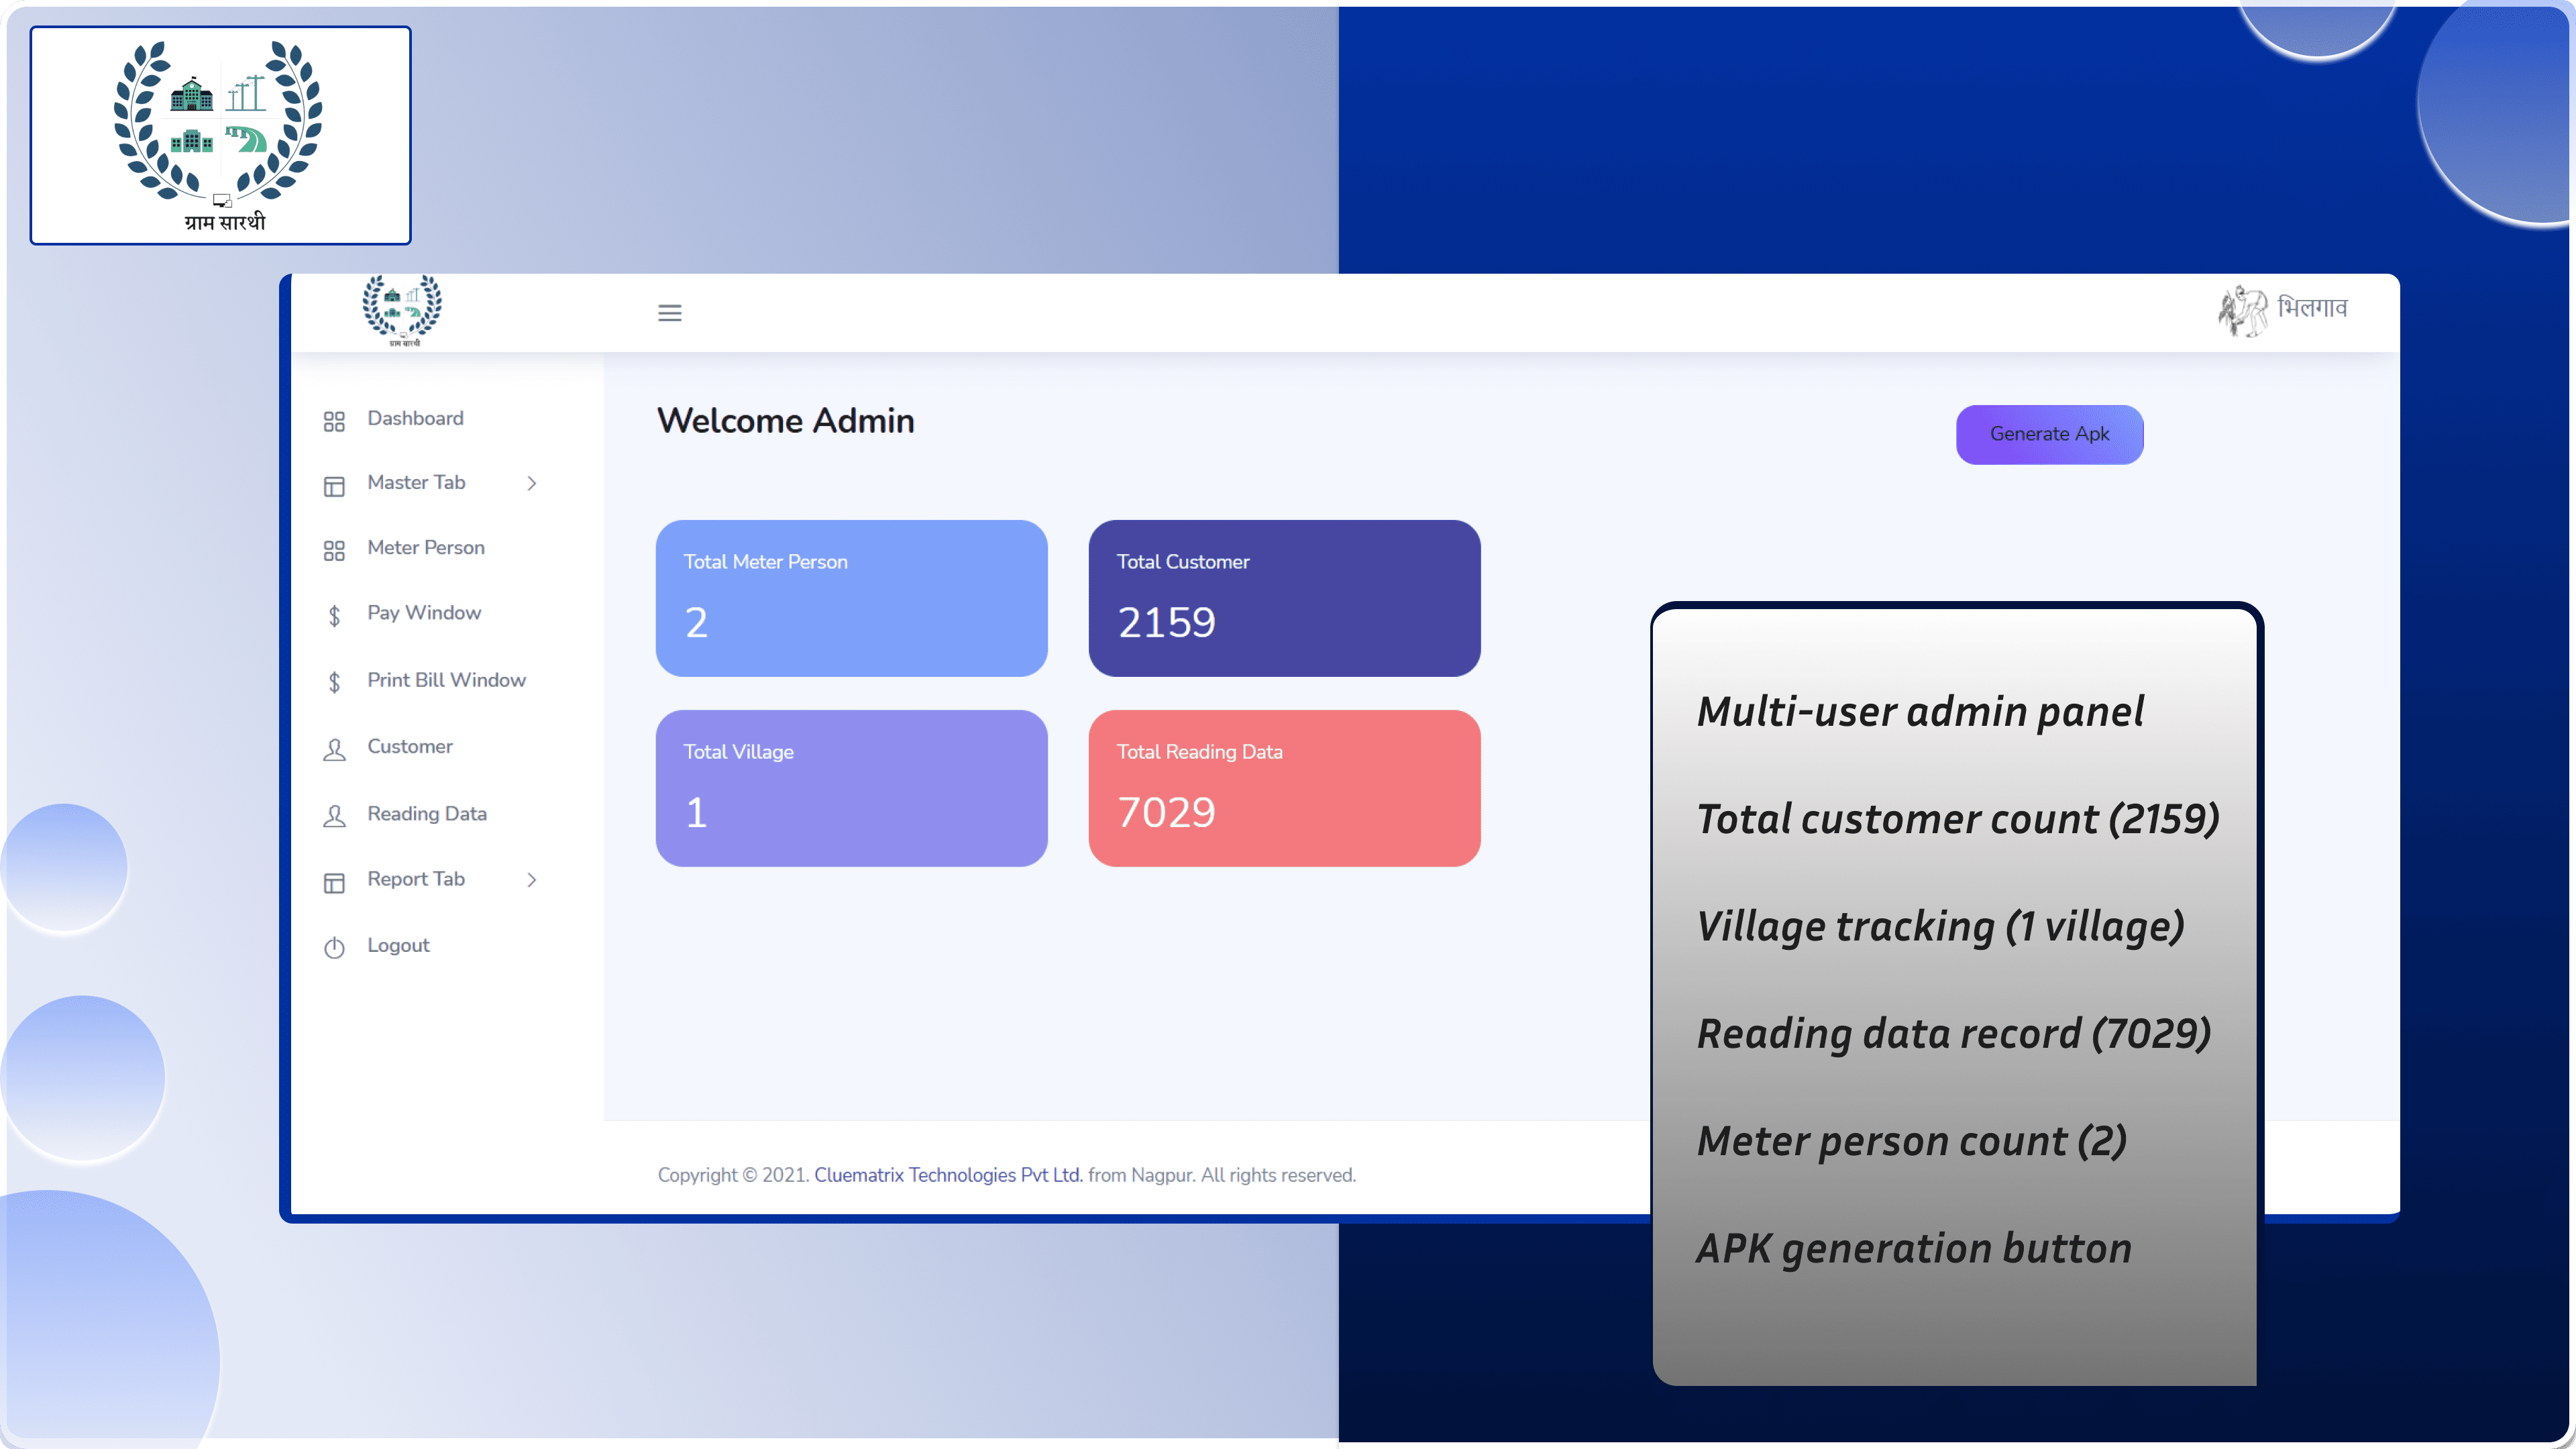 ग्राम सारथी
ग्राम सारथी
भिलगाव
Dashboard
Master Tab
Meter Person
Pay Window
Print Bill Window
Customer
Reading Data
Report Tab
Logout
Welcome Admin
Generate Apk
Total Meter Person
2
Total Customer
2159
Total Village
1
Total Reading Data
7029
Copyright © 2021. Cluematrix Technologies Pvt Ltd. from Nagpur. All rights reserved.
Multi-user admin panel
Total customer count (2159)
Village tracking (1 village)
Reading data record (7029)
Meter person count (2)
APK generation button